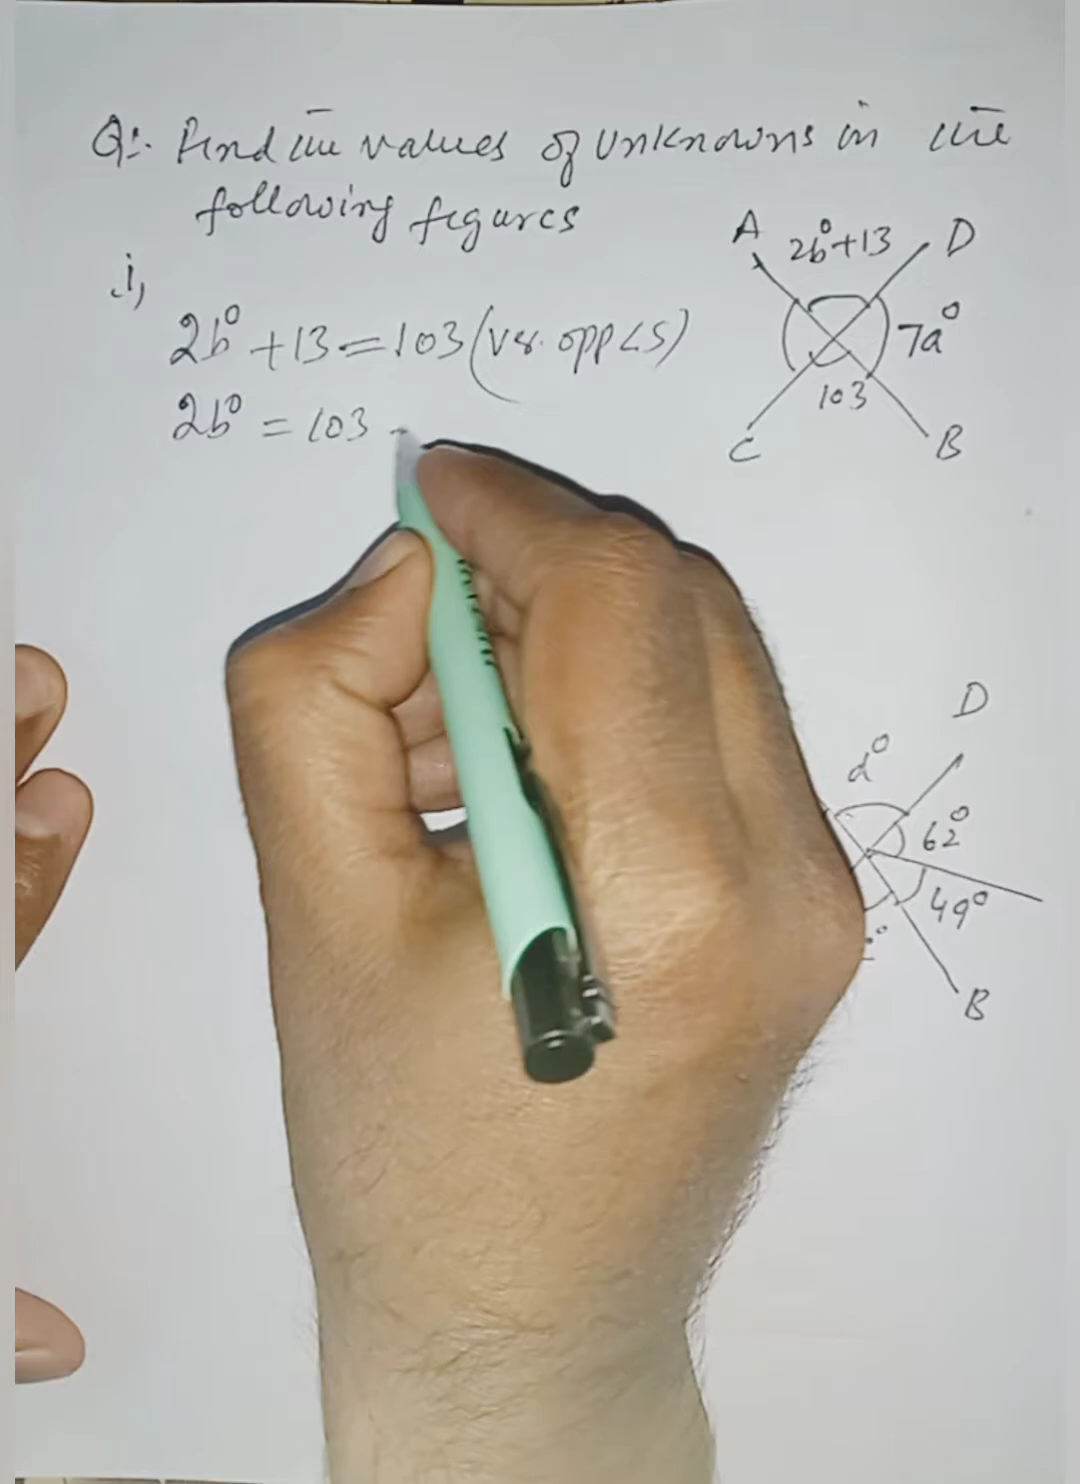 Q:- Find the values of unknowns in the
following figures
i,
2b°+13=103(ver. opp<s)
2b° = 103 -
A
2b°+13
D
7a°
103
C
B
D
d°
62°
49°
B